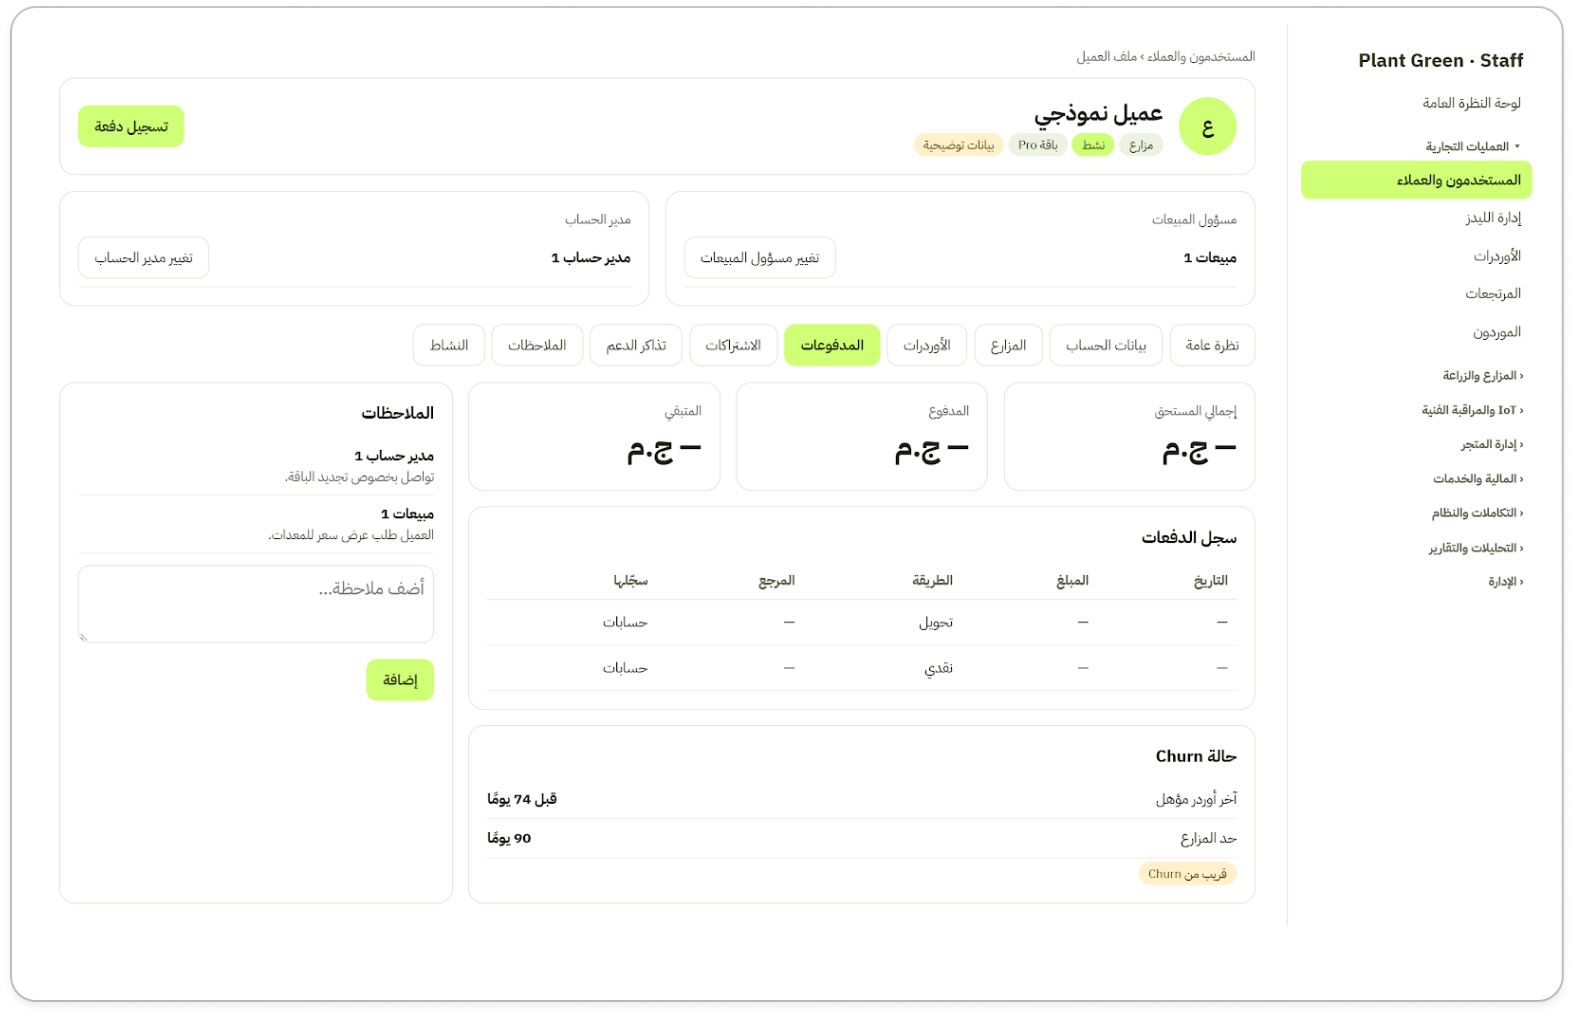 Plant Green · Staff
لوحة النظرة العامة
▾ العمليات التجارية
المستخدمون والعملاء
إدارة الليدز
الأوردرات
المرتجعات
الموردون
‹ المزارع والزراعة
‹ IoT والمراقبة الفنية
‹ إدارة المتجر
‹ المالية والخدمات
‹ التكاملات والنظام
‹ التحليلات والتقارير
‹ الإدارة
المستخدمون والعملاء › ملف العميل
ع
عميل نموذجي
مزارع نشط باقة Pro بيانات توضيحية
تسجيل دفعة
مسؤول المبيعات
مبيعات 1
تغيير مسؤول المبيعات
مدير الحساب
مدير حساب 1
تغيير مدير الحساب
نظرة عامة بيانات الحساب المزارع الأوردرات المدفوعات الاشتراكات تذاكر الدعم الملاحظات النشاط
إجمالي المستحق
— ج.م
المدفوع
— ج.م
المتبقي
— ج.م
سجل الدفعات
التاريخ المبلغ الطريقة المرجع سجّلها
— — تحويل — حسابات
— — نقدي — حسابات
حالة Churn
آخر أوردر مؤهل قبل 74 يومًا
حد المزارع 90 يومًا
قريب من Churn
الملاحظات
مدير حساب 1
تواصل بخصوص تجديد الباقة.
مبيعات 1
العميل طلب عرض سعر للمعدات.
أضف ملاحظة...
إضافة